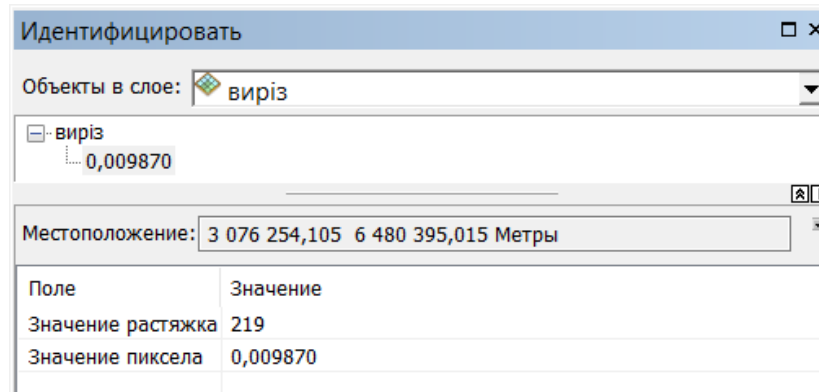 Идентифицировать
Объекты в слое: виріз
виріз
0,009870
Местоположение: 3 076 254,105 6 480 395,015 Метры
Поле Значение
Значение растяжка 219
Значение пиксела 0,009870